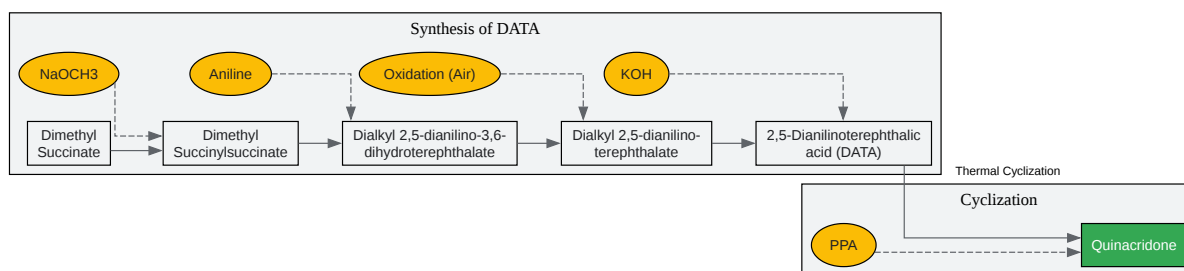 Synthesis of DATA
NaOCH3
Aniline
Oxidation (Air)
KOH
Dimethyl
Succinate
Dimethyl
Succinylsuccinate
Dialkyl 2,5-dianilino-3,6-
dihydroterephthalate
Dialkyl 2,5-dianilino-
terephthalate
2,5-Dianilinoterephthalic
acid (DATA)
Thermal Cyclization
Cyclization
PPA
Quinacridone